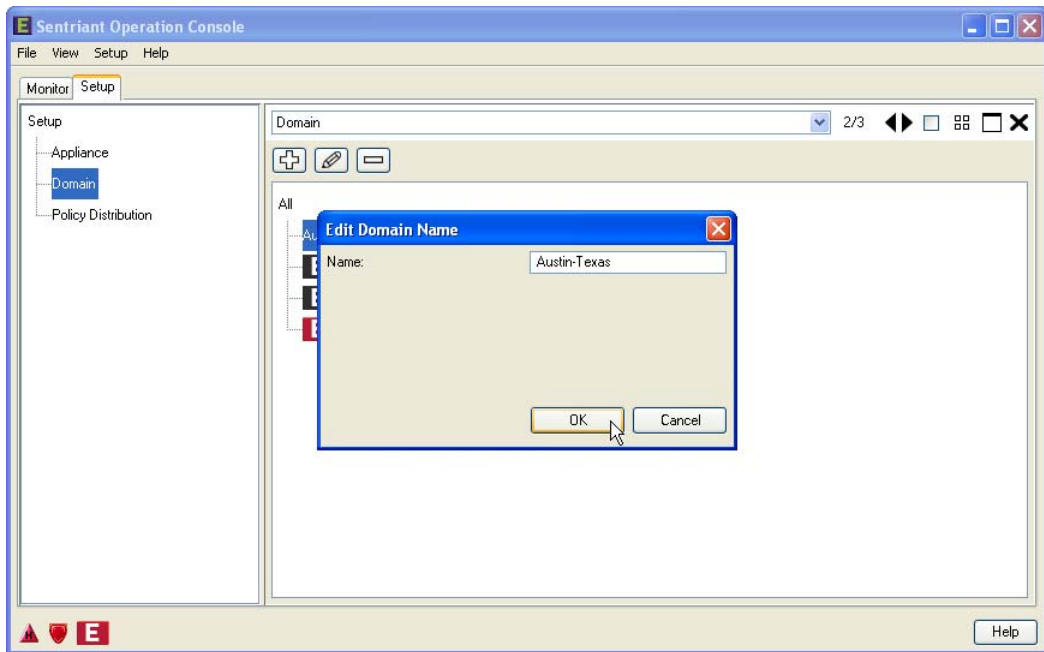 E Sentriant Operation Console
File View Setup Help
Monitor Setup
Setup
Appliance
Domain
Policy Distribution
Domain 2/3
All
Au
E
E
E
Edit Domain Name
Name: Austin-Texas
OK Cancel
H E Help